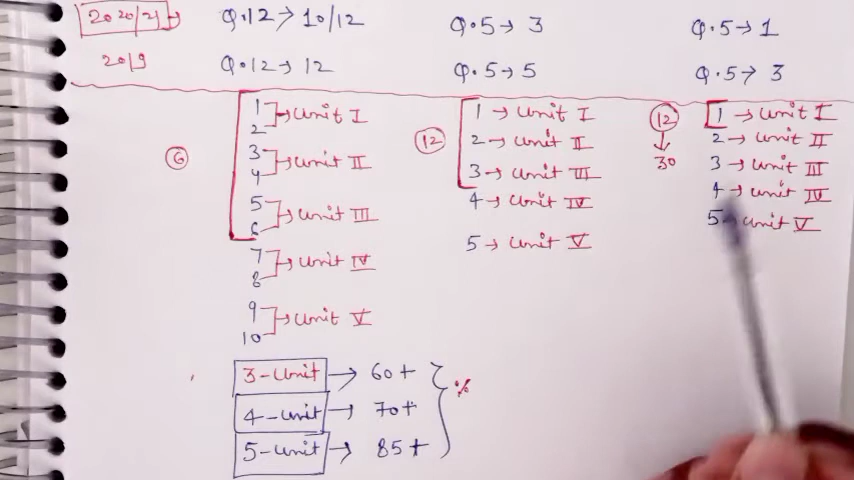 2020/21 → Q.12 → 10/12 Q.5 → 3 Q.5 → 1
2019 Q.12 → 12 Q.5 → 5 Q.5 → 3
1
2 → Unit I
3
4 → Unit II
5
6 → Unit III
7
8 → Unit IV
9
10 → Unit V
6
1 → Unit I
2 → Unit II
3 → Unit III
4 → Unit IV
5 → Unit V
12
1 → Unit I
2 → Unit II
3 → Unit III
4 → Unit IV
5 → Unit V
12
↓
30
3-Unit → 60+
4-Unit → 70+
5-Unit → 85+
%